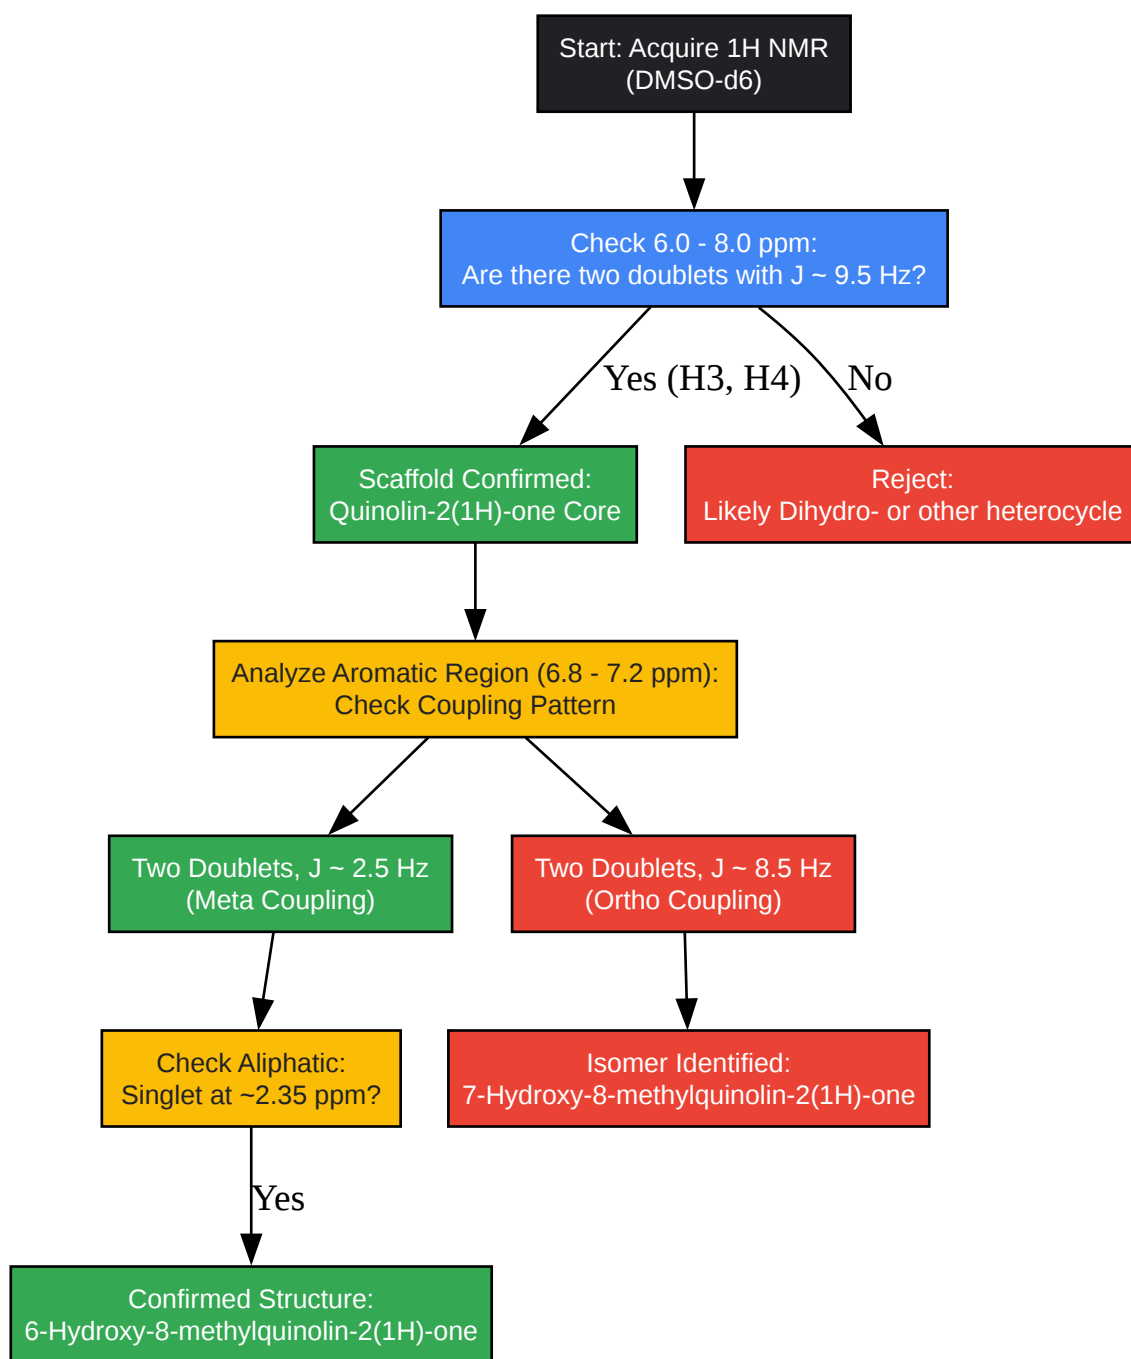 Start: Acquire 1H NMR
(DMSO-d6)
Check 6.0 - 8.0 ppm:
Are there two doublets with J ~ 9.5 Hz?
Yes (H3, H4)
No
Scaffold Confirmed:
Quinolin-2(1H)-one Core
Reject:
Likely Dihydro- or other heterocycle
Analyze Aromatic Region (6.8 - 7.2 ppm):
Check Coupling Pattern
Two Doublets, J ~ 2.5 Hz
(Meta Coupling)
Two Doublets, J ~ 8.5 Hz
(Ortho Coupling)
Check Aliphatic:
Singlet at ~2.35 ppm?
Isomer Identified:
7-Hydroxy-8-methylquinolin-2(1H)-one
Yes
Confirmed Structure:
6-Hydroxy-8-methylquinolin-2(1H)-one